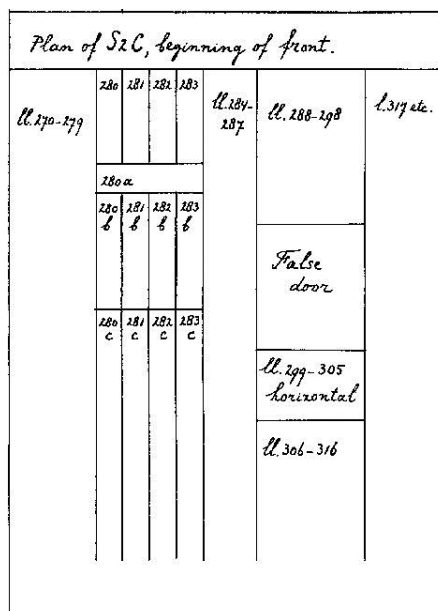 Plan of S2C, beginning of front.
ll. 270-279
280 281 282 283
280 a
280 281 282 283
b b b b
280 281 282 283
c c c c
ll. 284-
287
ll. 288-298
False
door
ll. 299-305
horizontal
ll. 306-316
l. 317 etc.